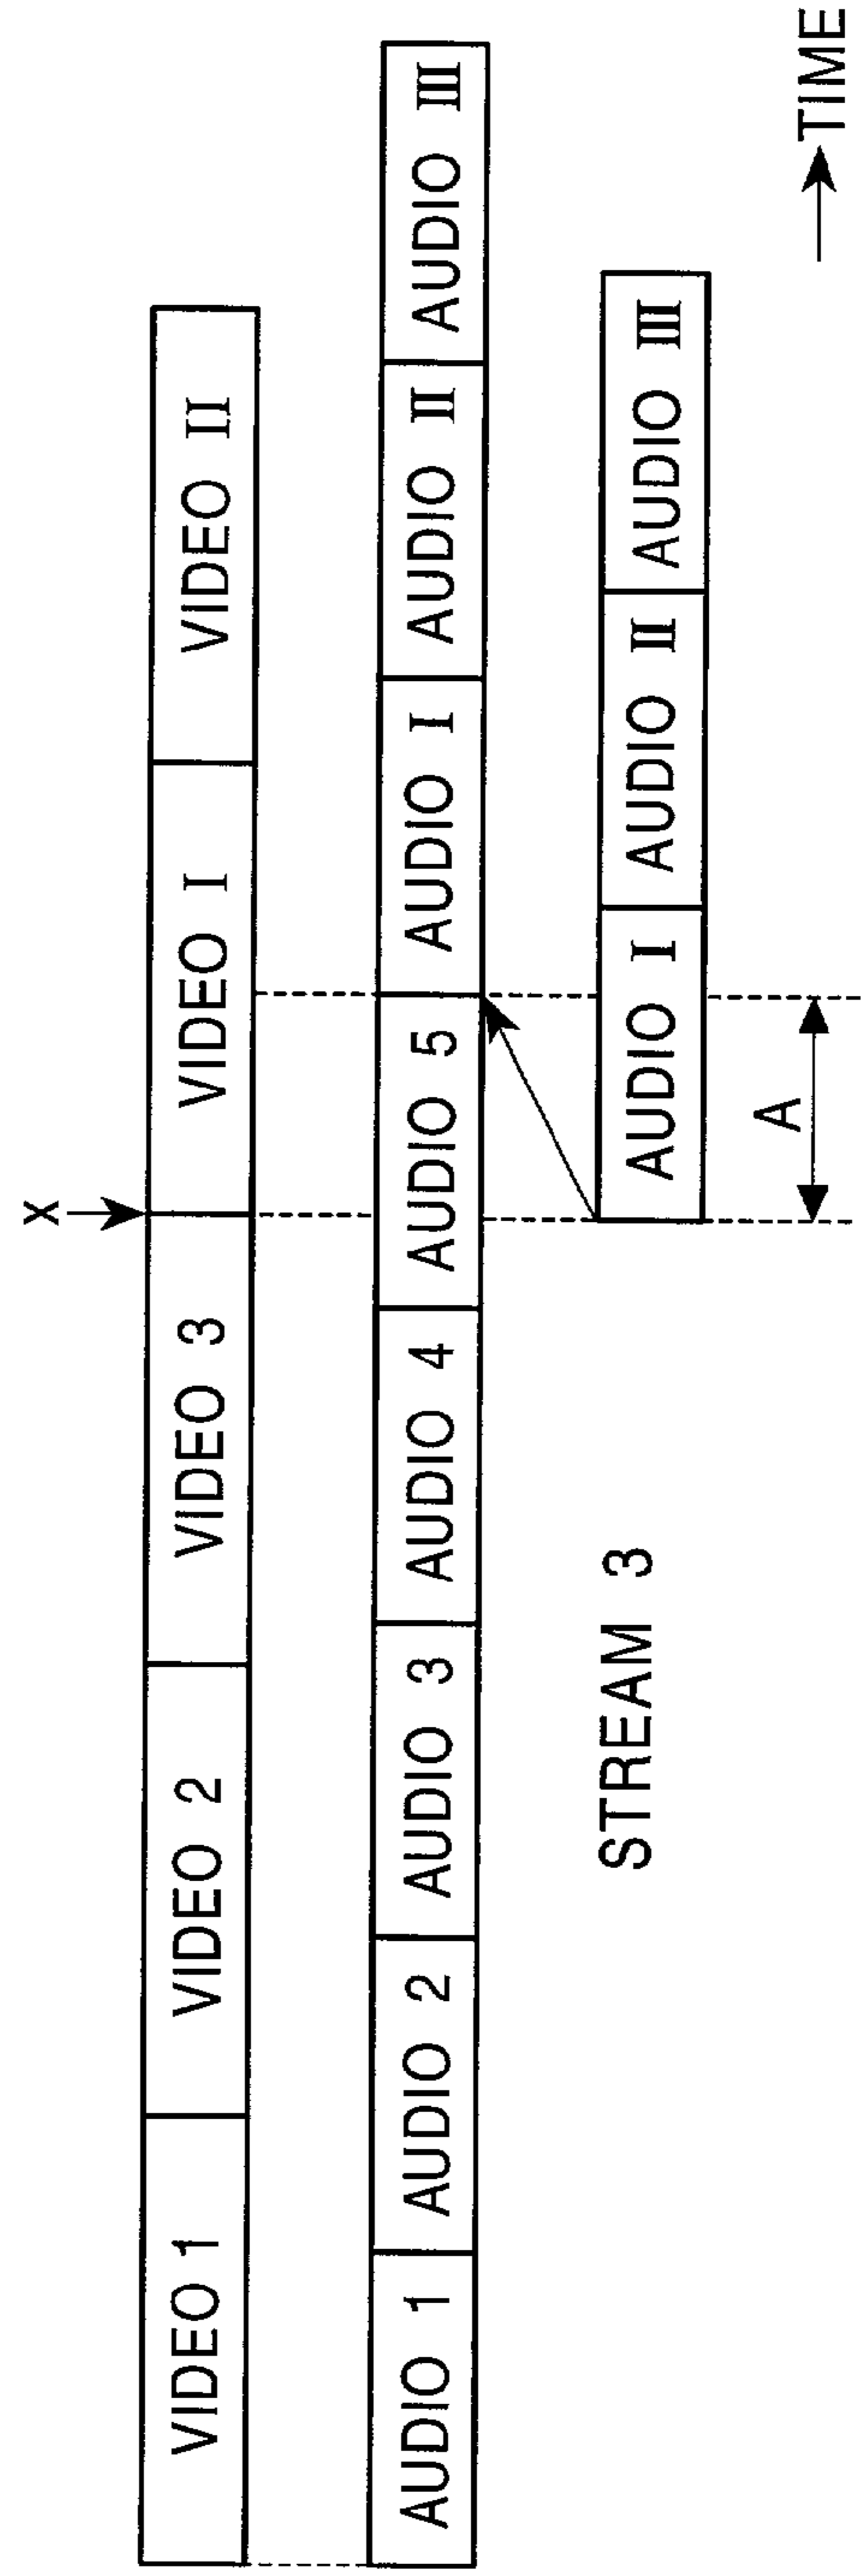 X
VIDEO 1
VIDEO 2
VIDEO 3
VIDEO I
VIDEO II
AUDIO 1
AUDIO 2
AUDIO 3
AUDIO 4
AUDIO 5
AUDIO I
AUDIO II
AUDIO III
STREAM 3
AUDIO I
AUDIO II
AUDIO III
A
TIME